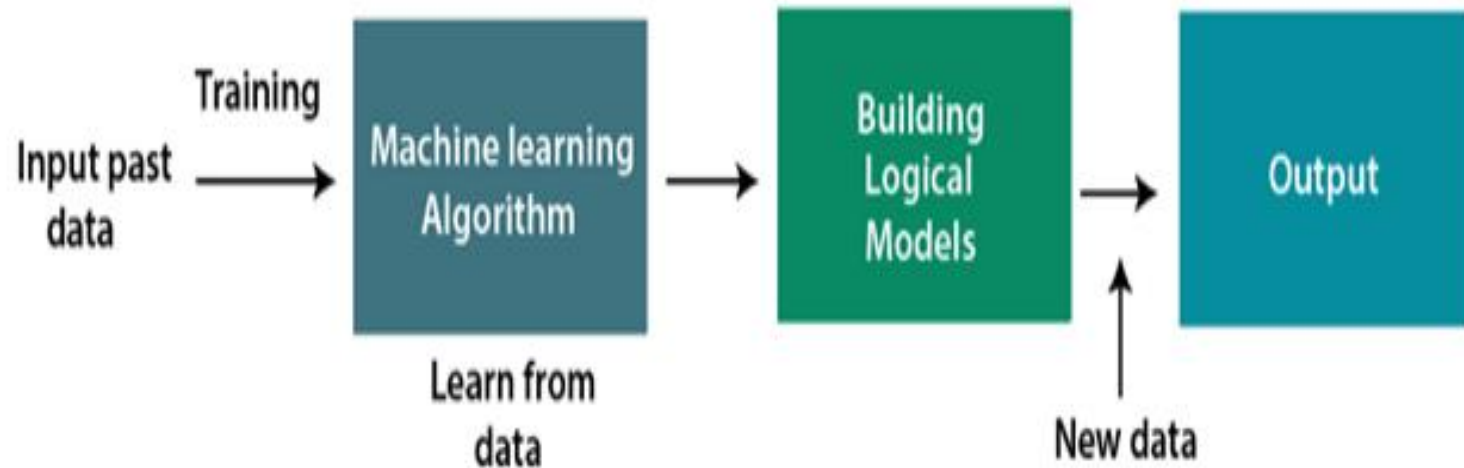 Training
Input past
data
Machine learning
Algorithm
Learn from
data
Building
Logical
Models
New data
Output